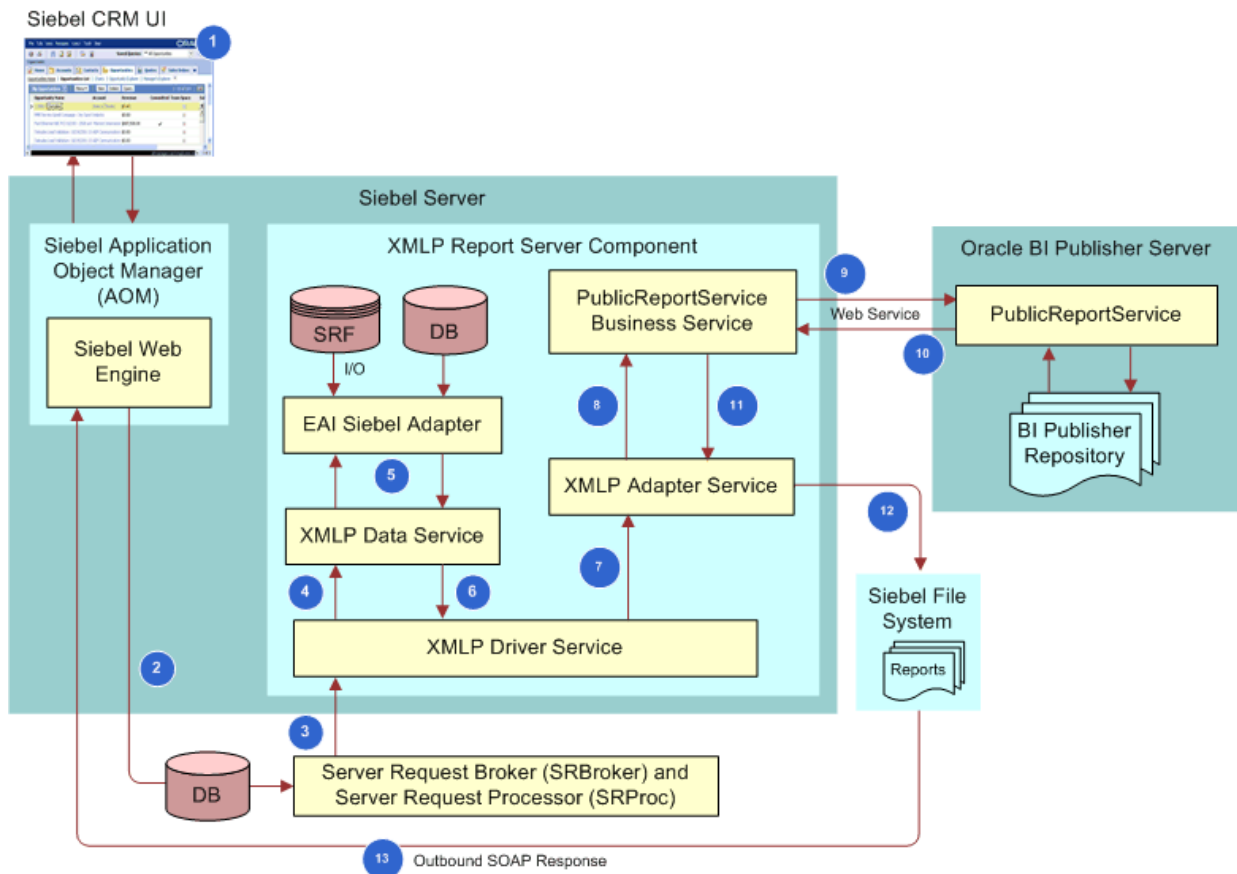 Siebel CRM UI
1
Siebel Server
Siebel Application
Object Manager
(AOM)
Siebel Web
Engine
XMLP Report Server Component
SRF
DB
I/O
EAI Siebel Adapter
5
XMLP Data Service
4
6
XMLP Driver Service
PublicReportService
Business Service
8
11
XMLP Adapter Service
7
9
Web Service
10
Oracle BI Publisher Server
PublicReportService
BI Publisher
Repository
12
Siebel File
System
Reports
2
3
DB
Server Request Broker (SRBroker) and
Server Request Processor (SRProc)
13
Outbound SOAP Response